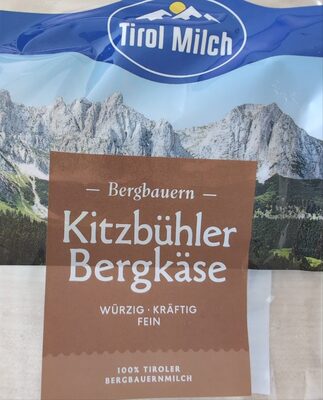 Tirol Milch
– Bergbauern –
Kitzbühler
Bergkäse
WÜRZIG · KRÄFTIG
FEIN
100% TIROLER
BERGBAUERNMILCH